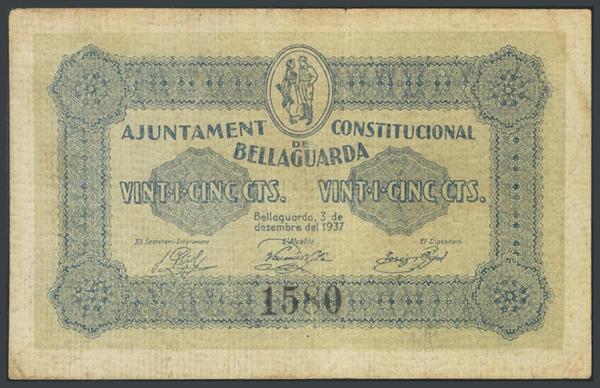 AJUNTAMENT CONSTITUCIONAL
DE
BELLAGUARDA
VINT-I-CINC CTS. VINT-I-CINC CTS.
Bellaguarda, 3 de
desembre del 1937
El Secretari-Interventor L'Alcalde El Dipositari
1580